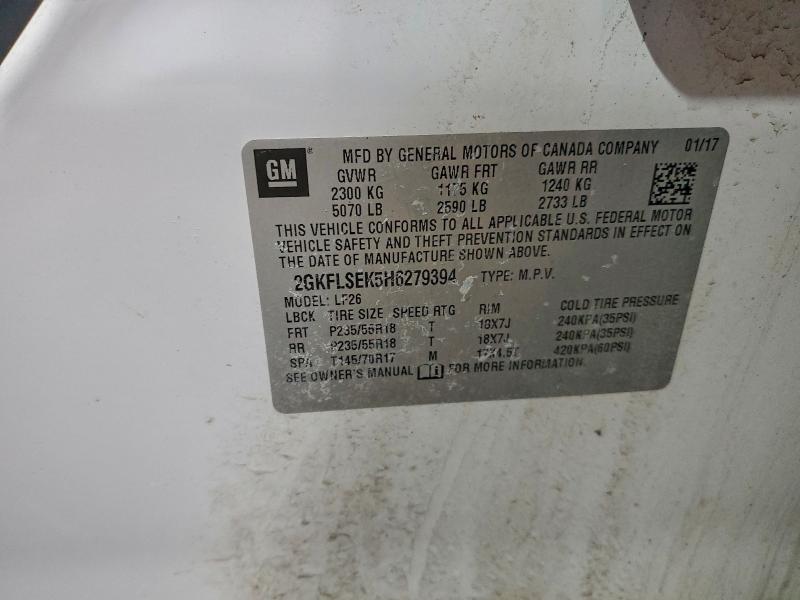 GM ® MFD BY GENERAL MOTORS OF CANADA COMPANY 01/17
GVWR GAWR FRT GAWR RR
2300 KG 1175 KG 1240 KG
5070 LB 2590 LB 2733 LB
THIS VEHICLE CONFORMS TO ALL APPLICABLE U.S. FEDERAL MOTOR
VEHICLE SAFETY AND THEFT PREVENTION STANDARDS IN EFFECT ON
THE DATE OF MANUFACTURE SHOWN ABOVE.
2GKFLSEK5H6279394 TYPE: M.P.V.
MODEL: LF26
LBCK TIRE SIZE SPEED RTG RIM COLD TIRE PRESSURE
FRT P235/55R18 T 18X7J 240KPA(35PSI)
RR P235/55R18 T 18X7J 240KPA(35PSI)
SPA T145/70R17 M 420KPA(60PSI)
SEE OWNER'S MANUAL FOR MORE INFORMATION.